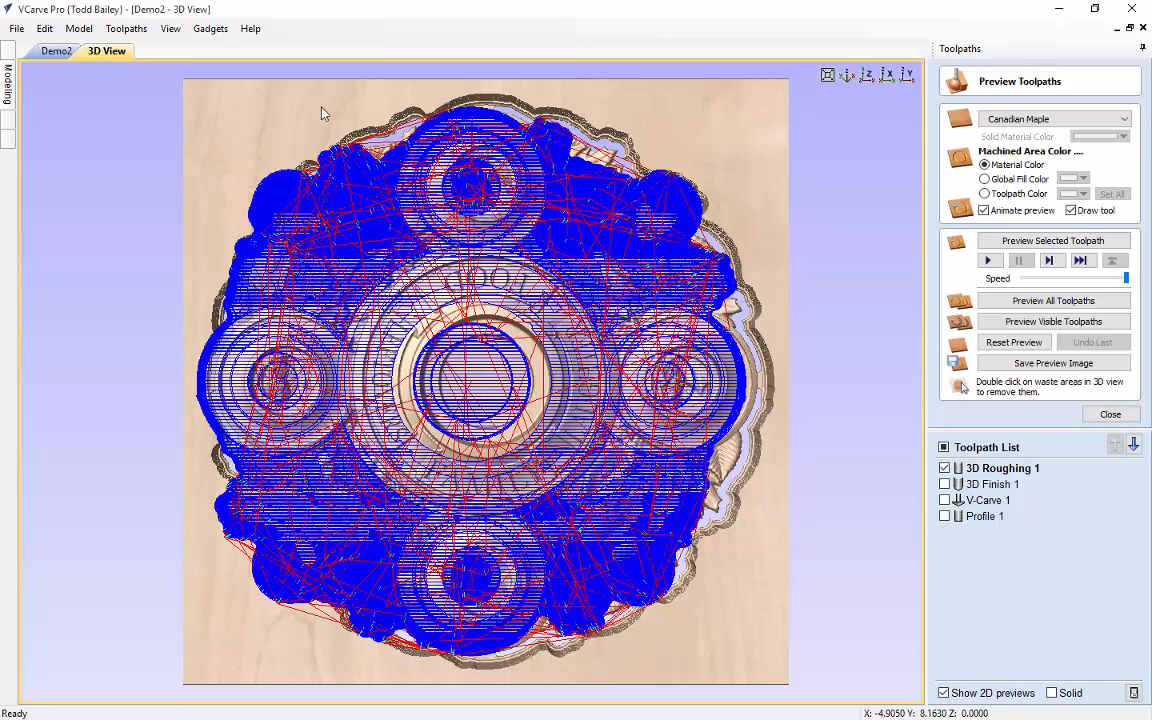 VCarve Pro {Todd Bailey} - [Demo2 - 3D View]
File Edit Model Toolpaths View Gadgets Help
Demo2 3D View
Modeling
Z X Y
Toolpaths
Preview Toolpaths
Canadian Maple
Solid Material Color
Machined Area Color ....
Material Color
Global Fill Color
Toolpath Color Set All
Animate preview Draw tool
Preview Selected Toolpath
Speed
Preview All Toolpaths
Preview Visible Toolpaths
Reset Preview Undo Last
Save Preview Image
Double click on waste areas in 3D view
to remove them.
Close
Toolpath List
3D Roughing 1
3D Finish 1
V-Carve 1
Profile 1
Show 2D previews Solid
Ready
X: -4.9050 Y: 8.1630 Z: 0.0000